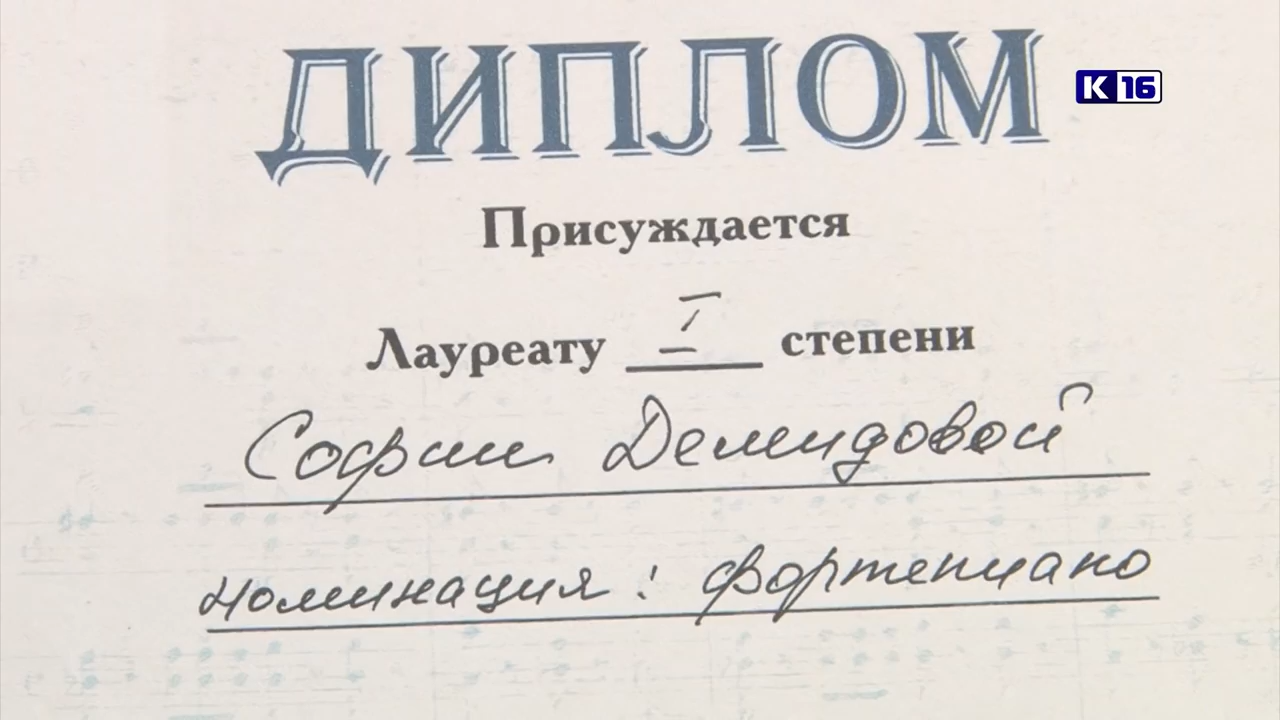 ДИПЛОМ
К 16
Присуждается
Лауреату I степени
Софии Демидовой
номинация: фортепиано